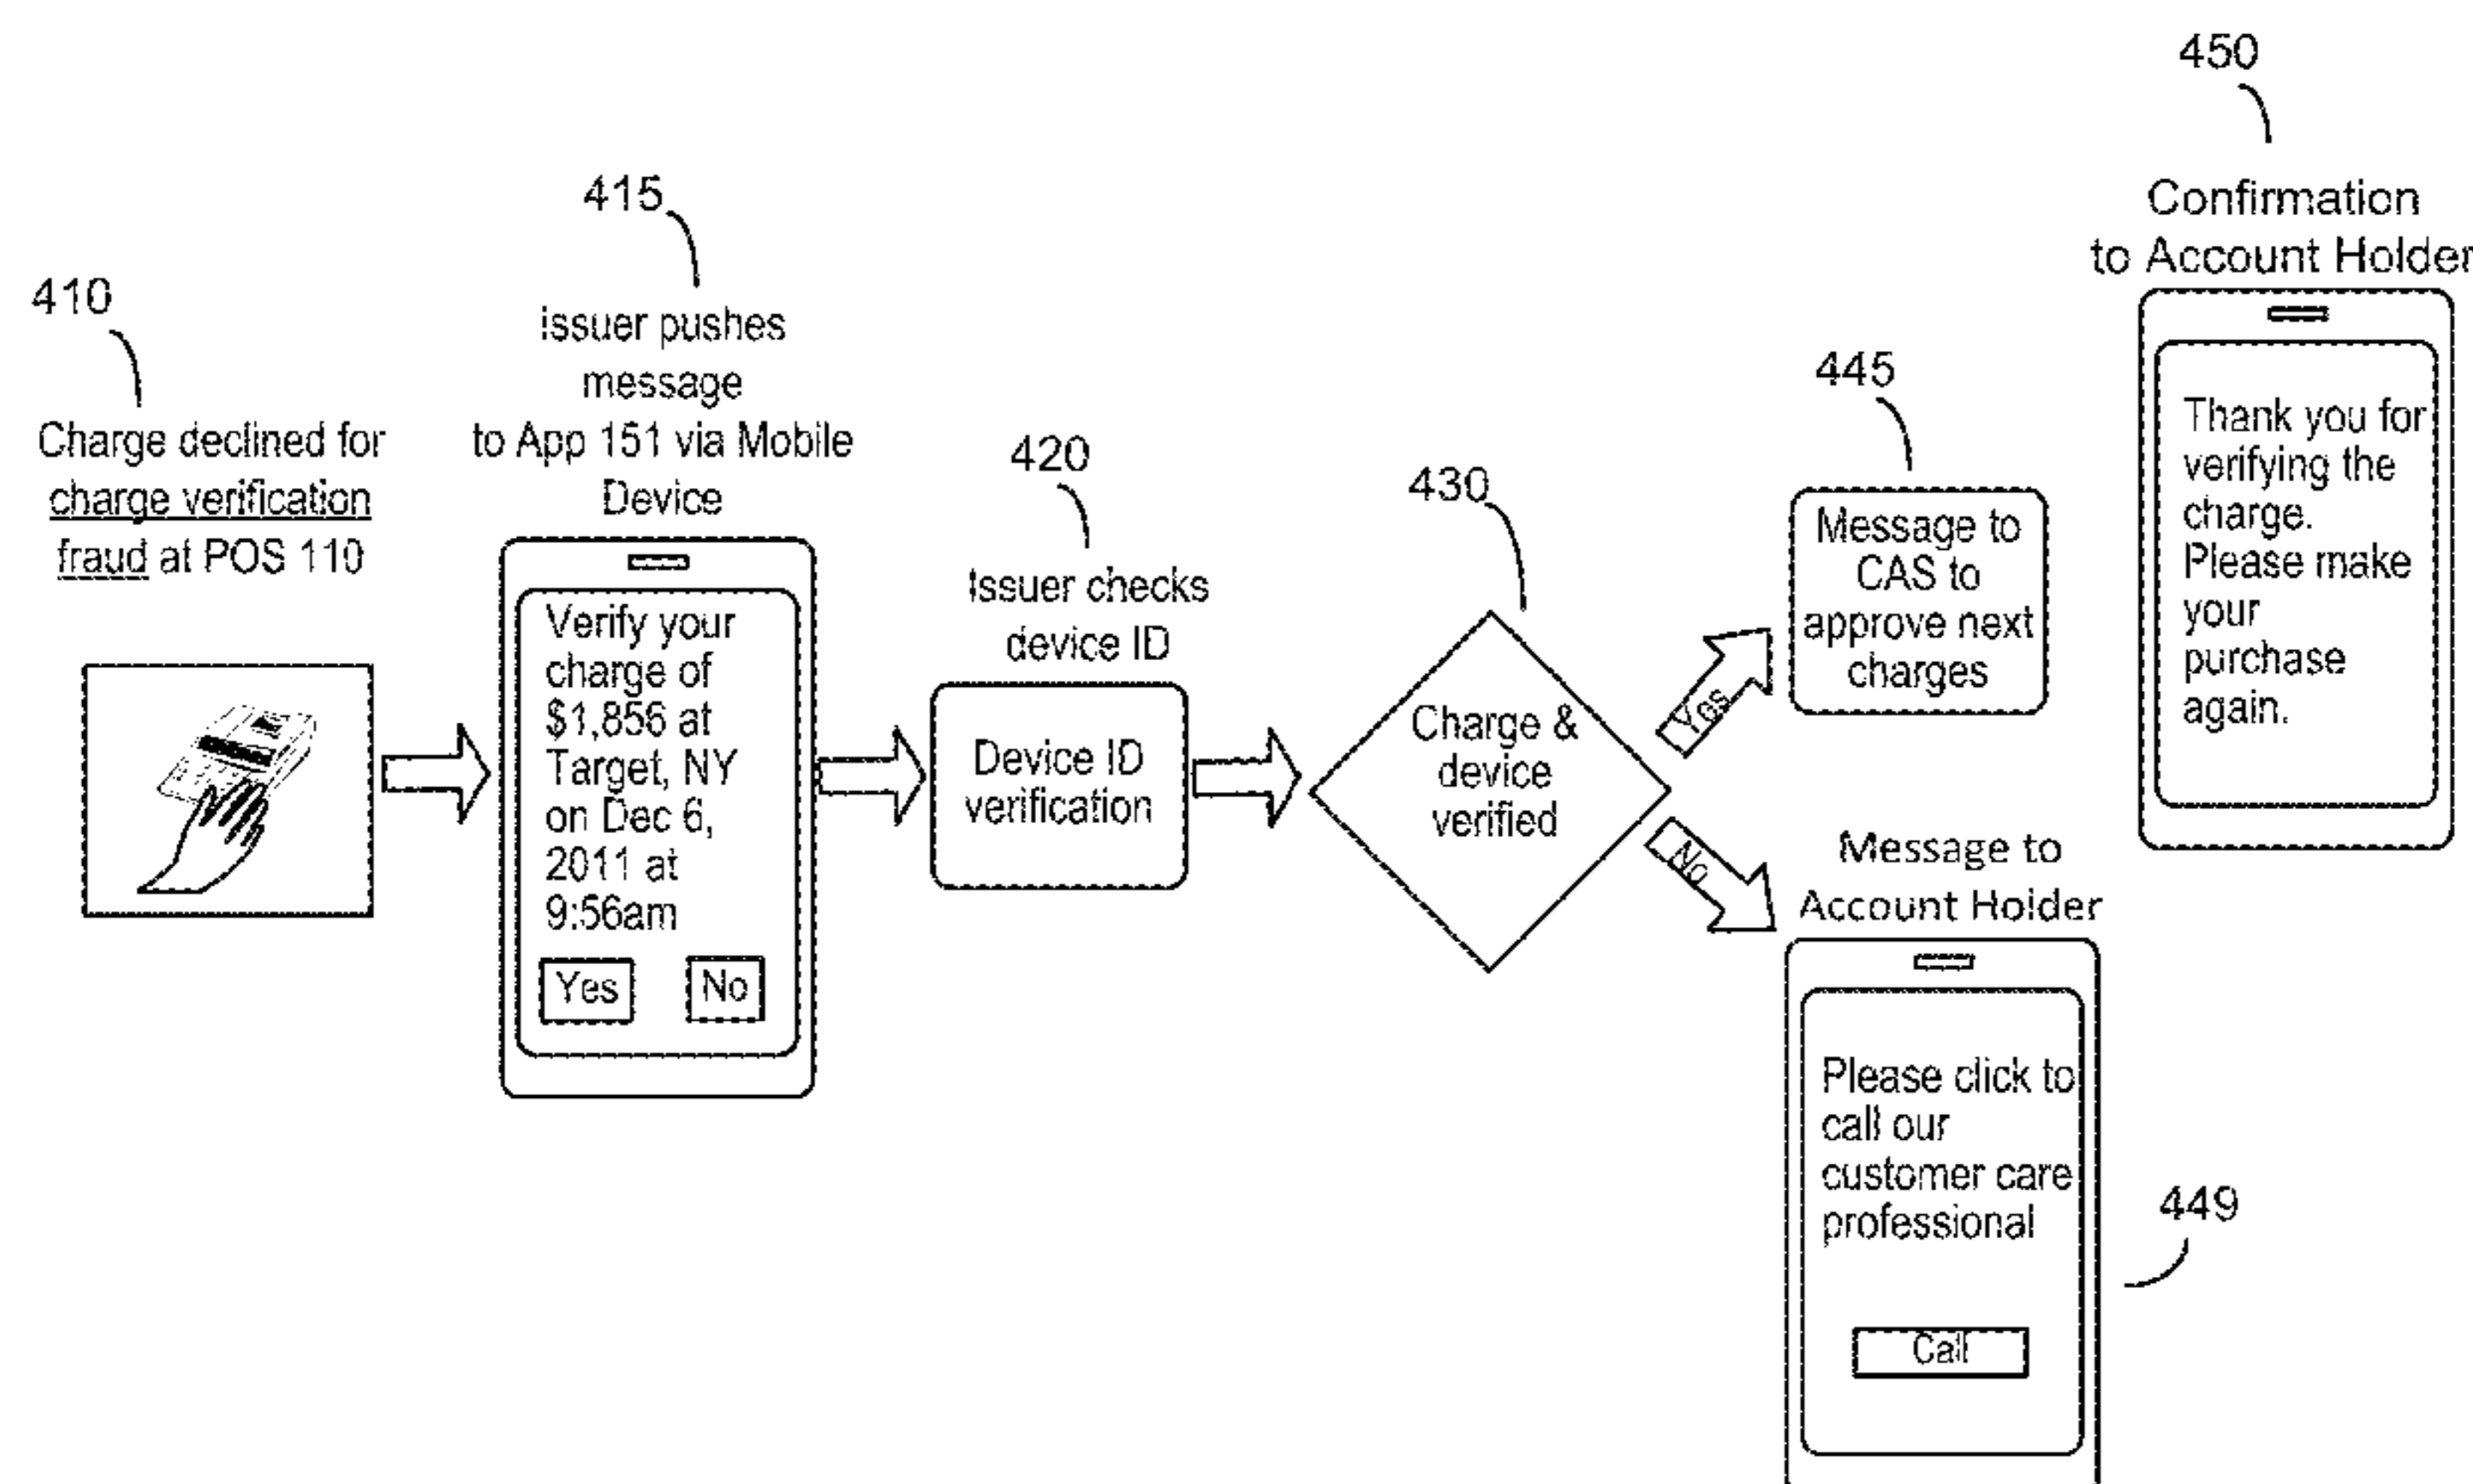 410
Charge declined for
charge verification
fraud at POS 110
415
issuer pushes
message
to App 151 via Mobile
Device
Verify your
charge of
$1,856 at
Target, NY
on Dec 6,
2011 at
9:56am
Yes
No
420
Issuer checks
device ID
Device ID
verification
430
Charge &
device
verified
Yes
No
445
Message to
CAS to
approve next
charges
450
Confirmation
to Account Holder
Thank you for
verifying the
charge.
Please make
your
purchase
again.
Message to
Account Holder
Please click to
call our
customer care
professional
Call
449